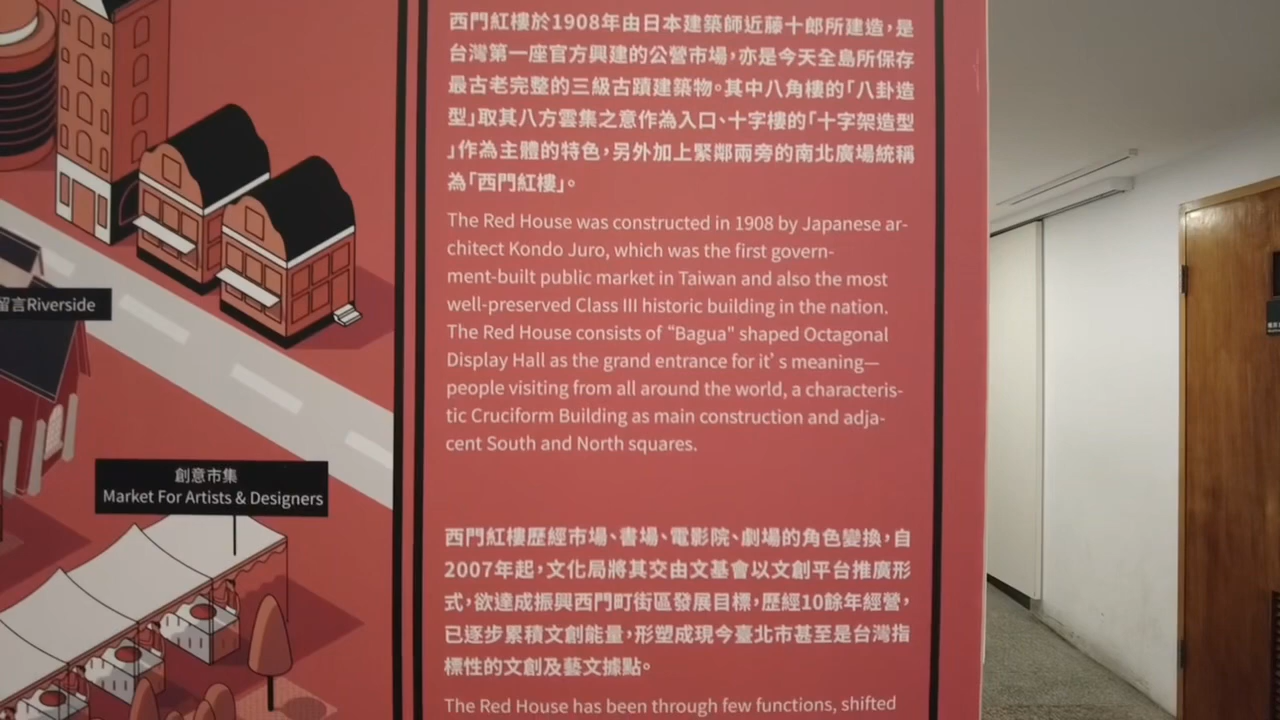 西門紅樓於1908年由日本建築師近藤十郎所建造，是
台灣第一座官方興建的公營市場，亦是今天全島所保存
最古老完整的三級古蹟建築物。其中八角樓的「八卦造
型」取其八方雲集之意作為入口、十字樓的「十字架造型
」作為主體的特色，另外加上緊鄰兩旁的南北廣場統稱
為「西門紅樓」。
The Red House was constructed in 1908 by Japanese ar-
chitect Kondo Juro, which was the first govern-
ment-built public market in Taiwan and also the most
well-preserved Class III historic building in the nation.
The Red House consists of “Bagua" shaped Octagonal
Display Hall as the grand entrance for it’s meaning—
people visiting from all around the world, a characteris-
tic Cruciform Building as main construction and adja-
cent South and North squares.
西門紅樓歷經市場、書場、電影院、劇場的角色變換，自
2007年起，文化局將其交由文基會以文創平台推廣形
式，欲達成振興西門町街區發展目標，歷經10餘年經營，
已逐步累積文創能量，形塑成現今臺北市甚至是台灣指
標性的文創及藝文據點。
The Red House has been through few functions, shifted
留言Riverside
創意市集
Market For Artists & Designers